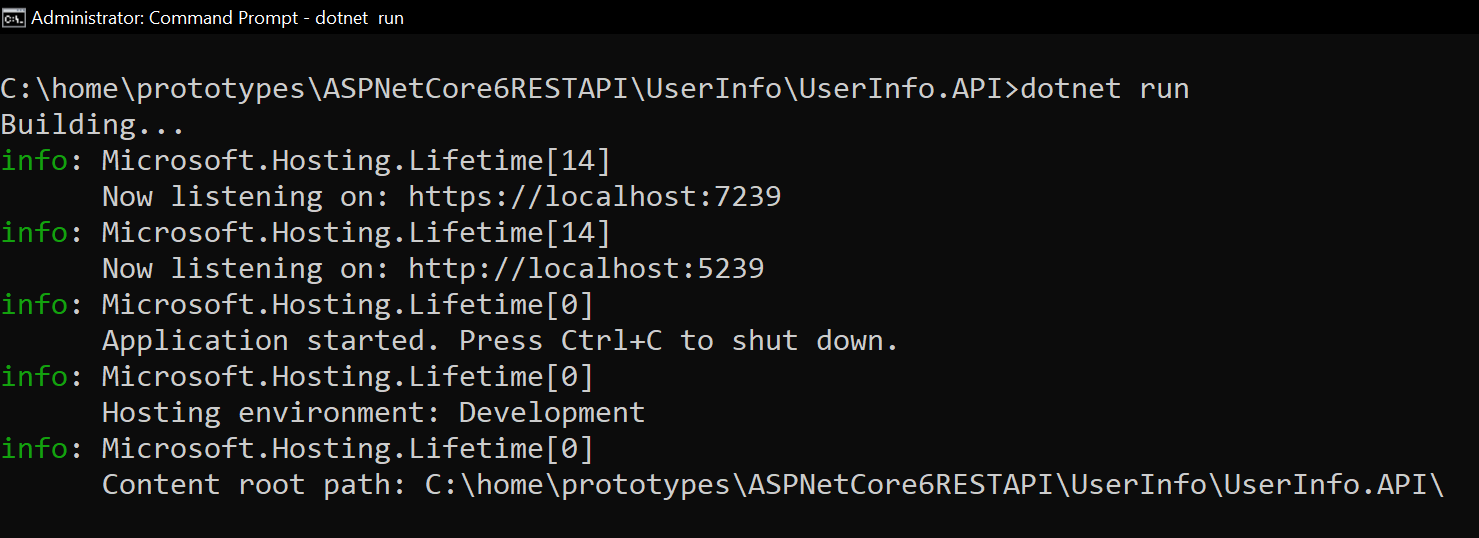 Administrator: Command Prompt - dotnet  run
C:\home\prototypes\ASPNetCore6RESTAPI\UserInfo\UserInfo.API>dotnet run
Building...
info: Microsoft.Hosting.Lifetime[14]
      Now listening on: https://localhost:7239
info: Microsoft.Hosting.Lifetime[14]
      Now listening on: http://localhost:5239
info: Microsoft.Hosting.Lifetime[0]
      Application started. Press Ctrl+C to shut down.
info: Microsoft.Hosting.Lifetime[0]
      Hosting environment: Development
info: Microsoft.Hosting.Lifetime[0]
      Content root path: C:\home\prototypes\ASPNetCore6RESTAPI\UserInfo\UserInfo.API\